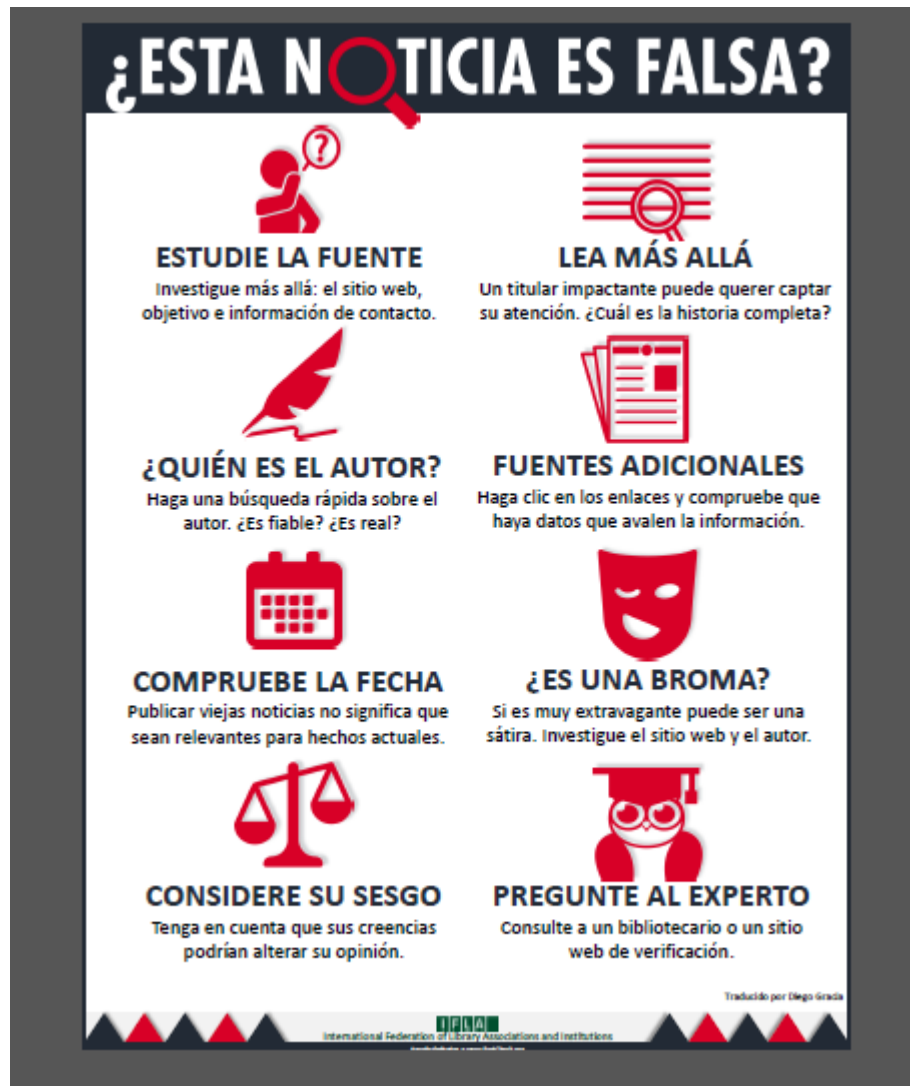 ¿ESTA NOTICIA ES FALSA?
?
ESTUDIE LA FUENTE
Investigue más allá: el sitio web,
objetivo e información de contacto.
LEA MÁS ALLÁ
Un titular impactante puede querer captar
su atención. ¿Cuál es la historia completa?
¿QUIÉN ES EL AUTOR?
Haga una búsqueda rápida sobre el
autor. ¿Es fiable? ¿Es real?
FUENTES ADICIONALES
Haga clic en los enlaces y compruebe que
haya datos que avalen la información.
COMPRUEBE LA FECHA
Publicar viejas noticias no significa que
sean relevantes para hechos actuales.
¿ES UNA BROMA?
Si es muy extravagante puede ser una
sátira. Investigue el sitio web y el autor.
CONSIDERE SU SESGO
Tenga en cuenta que sus creencias
podrían alterar su opinión.
PREGUNTE AL EXPERTO
Consulte a un bibliotecario o un sitio
web de verificación.
Traducido por Diego Gracia
IFLA
International Federation of Library Associations and Institutions